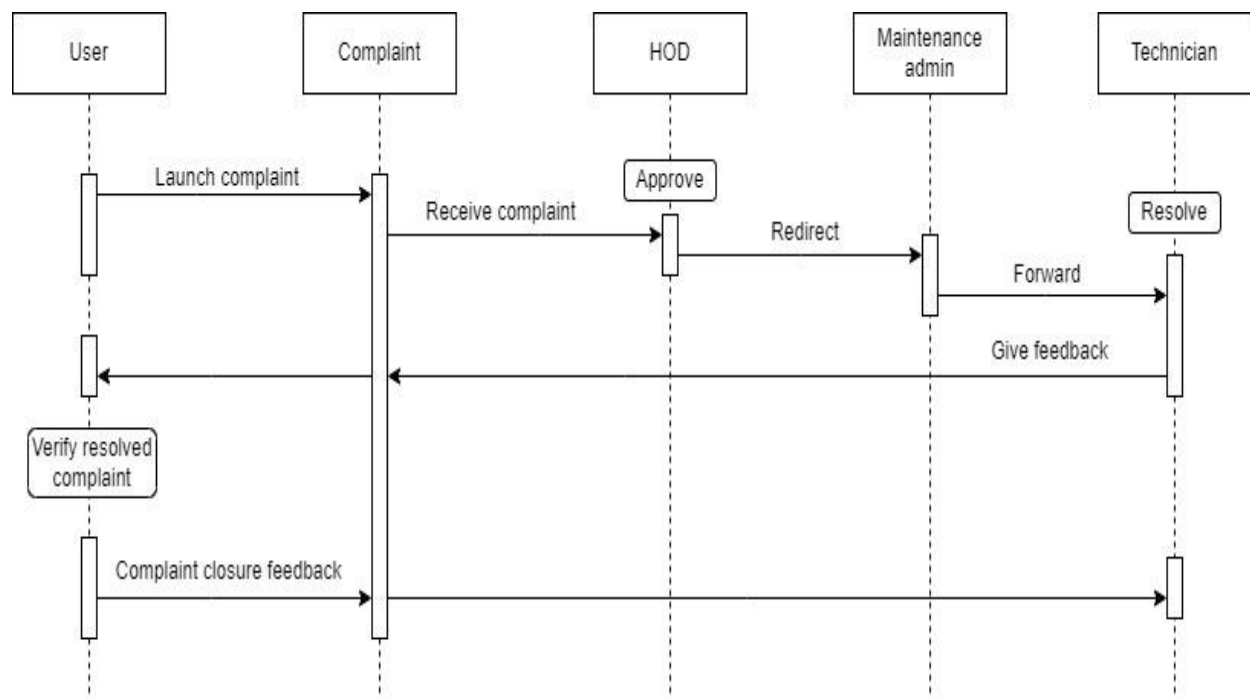 User
Complaint
HOD
Maintenance
admin
Technician
Launch complaint
Approve
Receive complaint
Resolve
Redirect
Forward
Give feedback
Verify resolved
complaint
Complaint closure feedback